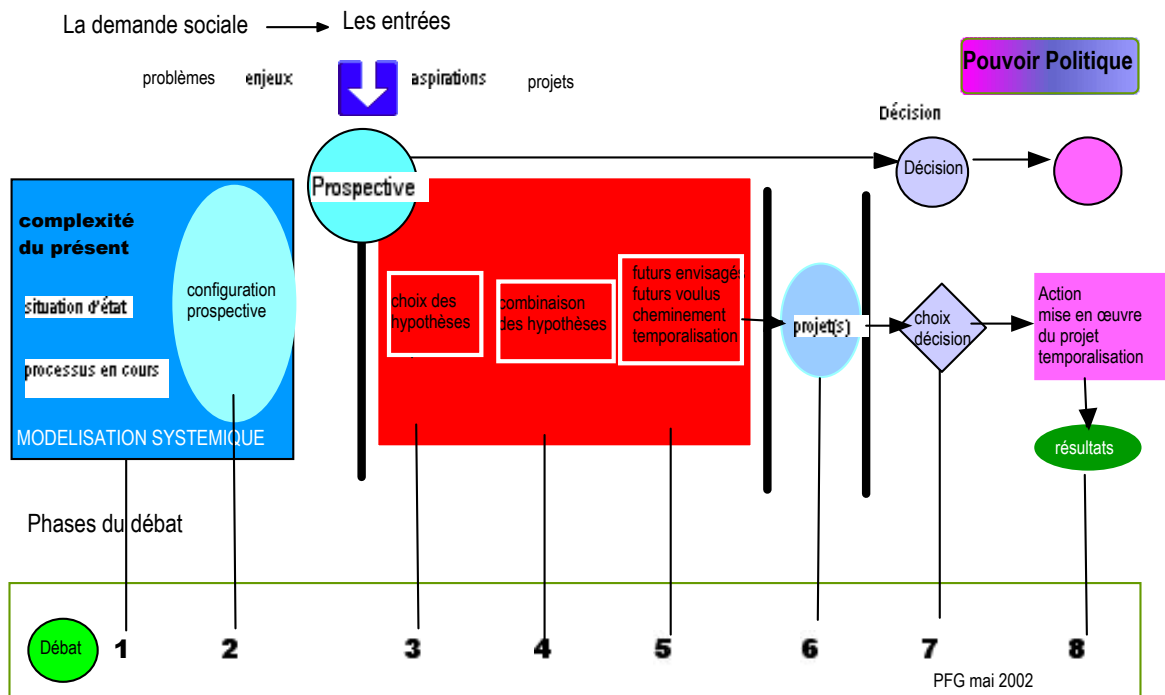 La demande sociale
Les entrées
problèmes
enjeux
aspirations
projets
Pouvoir Politique
Décision
Prospective
Décision
complexité
du présent
situation d'état
processus en cours
configuration
prospective
MODELISATION SYSTEMIQUE
choix des
hypothèses
combinaison
des hypothèses
futurs envisagés
futurs voulus
cheminement
temporalisation
projet(s)
choix
décision
Action
mise en œuvre
du projet
temporalisation
résultats
Phases du débat
Débat
1
2
3
4
5
6
7
8
PFG mai 2002